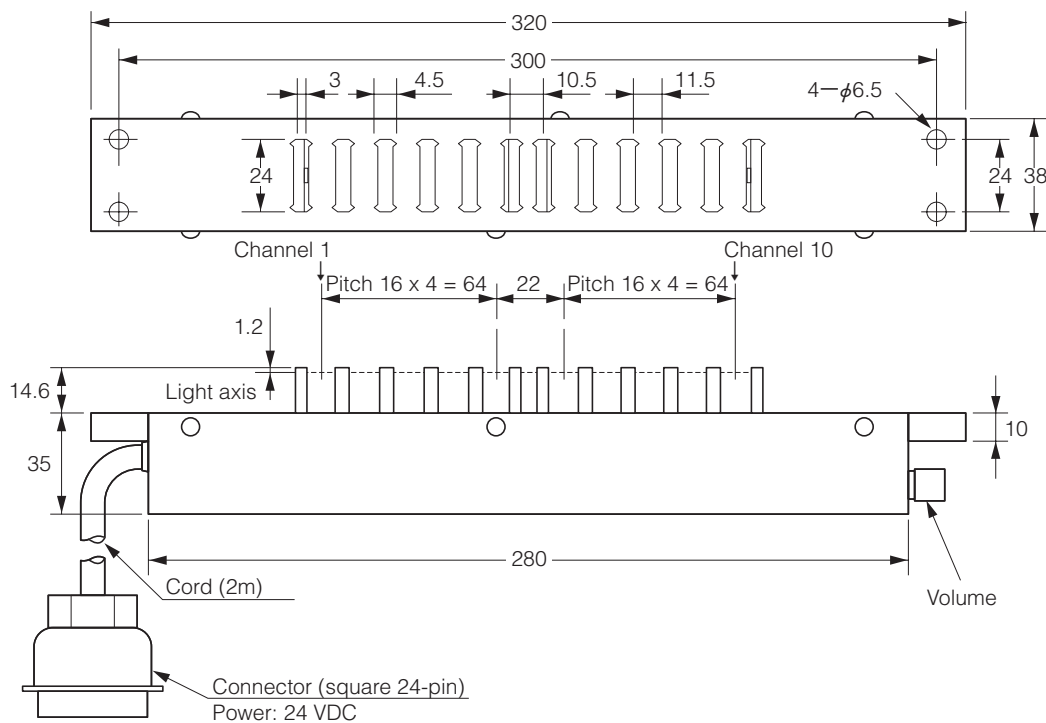 320
300
3
4.5
10.5
11.5
4—φ6.5
24
24
38
Channel 1
Channel 10
Pitch 16 x 4 = 64
22
Pitch 16 x 4 = 64
1.2
14.6
Light axis
35
10
280
Cord (2m)
Volume
Connector (square 24-pin)
Power: 24 VDC